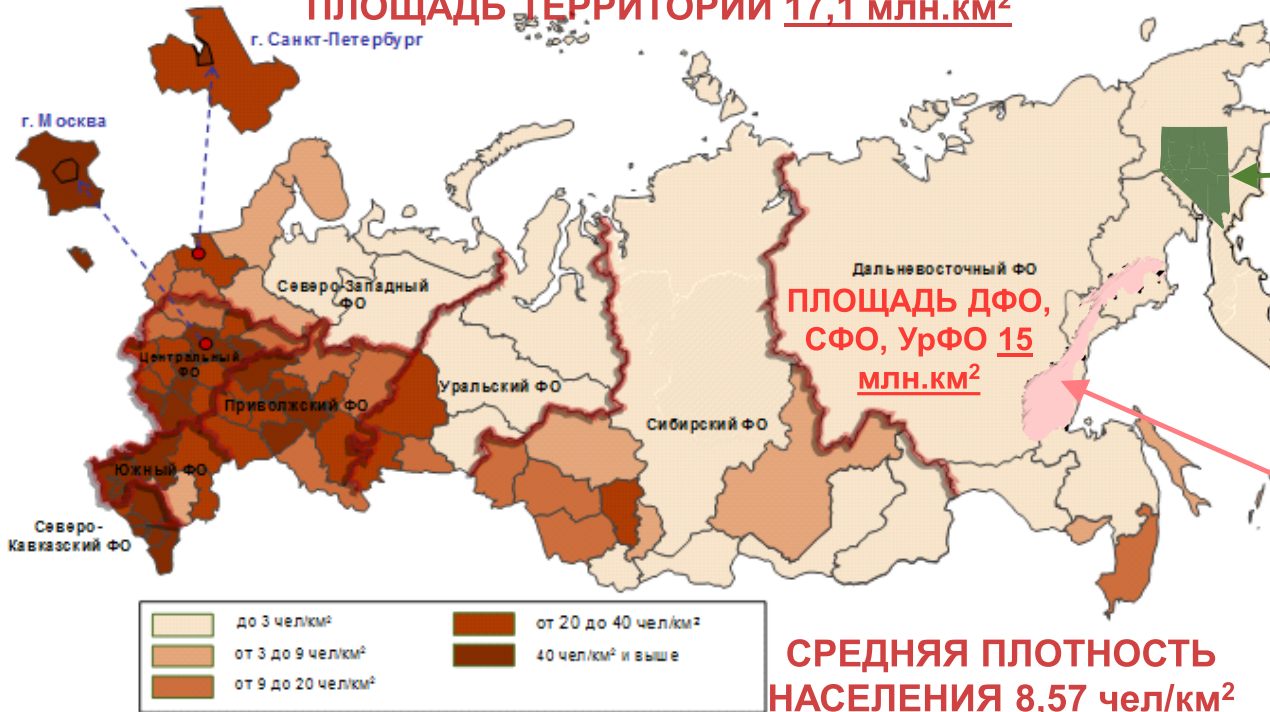 ПЛОЩАДЬ ТЕРРИТОРИИ 17,1 млн.км²
г. Санкт-Петербург
г. Москва
Северо-Западный
ФО
Дальневосточный ФО
ПЛОЩАДЬ ДФО,
СФО, УрФО 15
млн.км²
Центральный
ФО
Уральский ФО
Приволжский ФО
Сибирский ФО
Южный ФО
Северо-
Кавказский ФО
до 3 чел/км²
от 3 до 9 чел/км²
от 9 до 20 чел/км²
от 20 до 40 чел/км²
40 чел/км² и выше
СРЕДНЯЯ ПЛОТНОСТЬ
НАСЕЛЕНИЯ 8,57 чел/км²